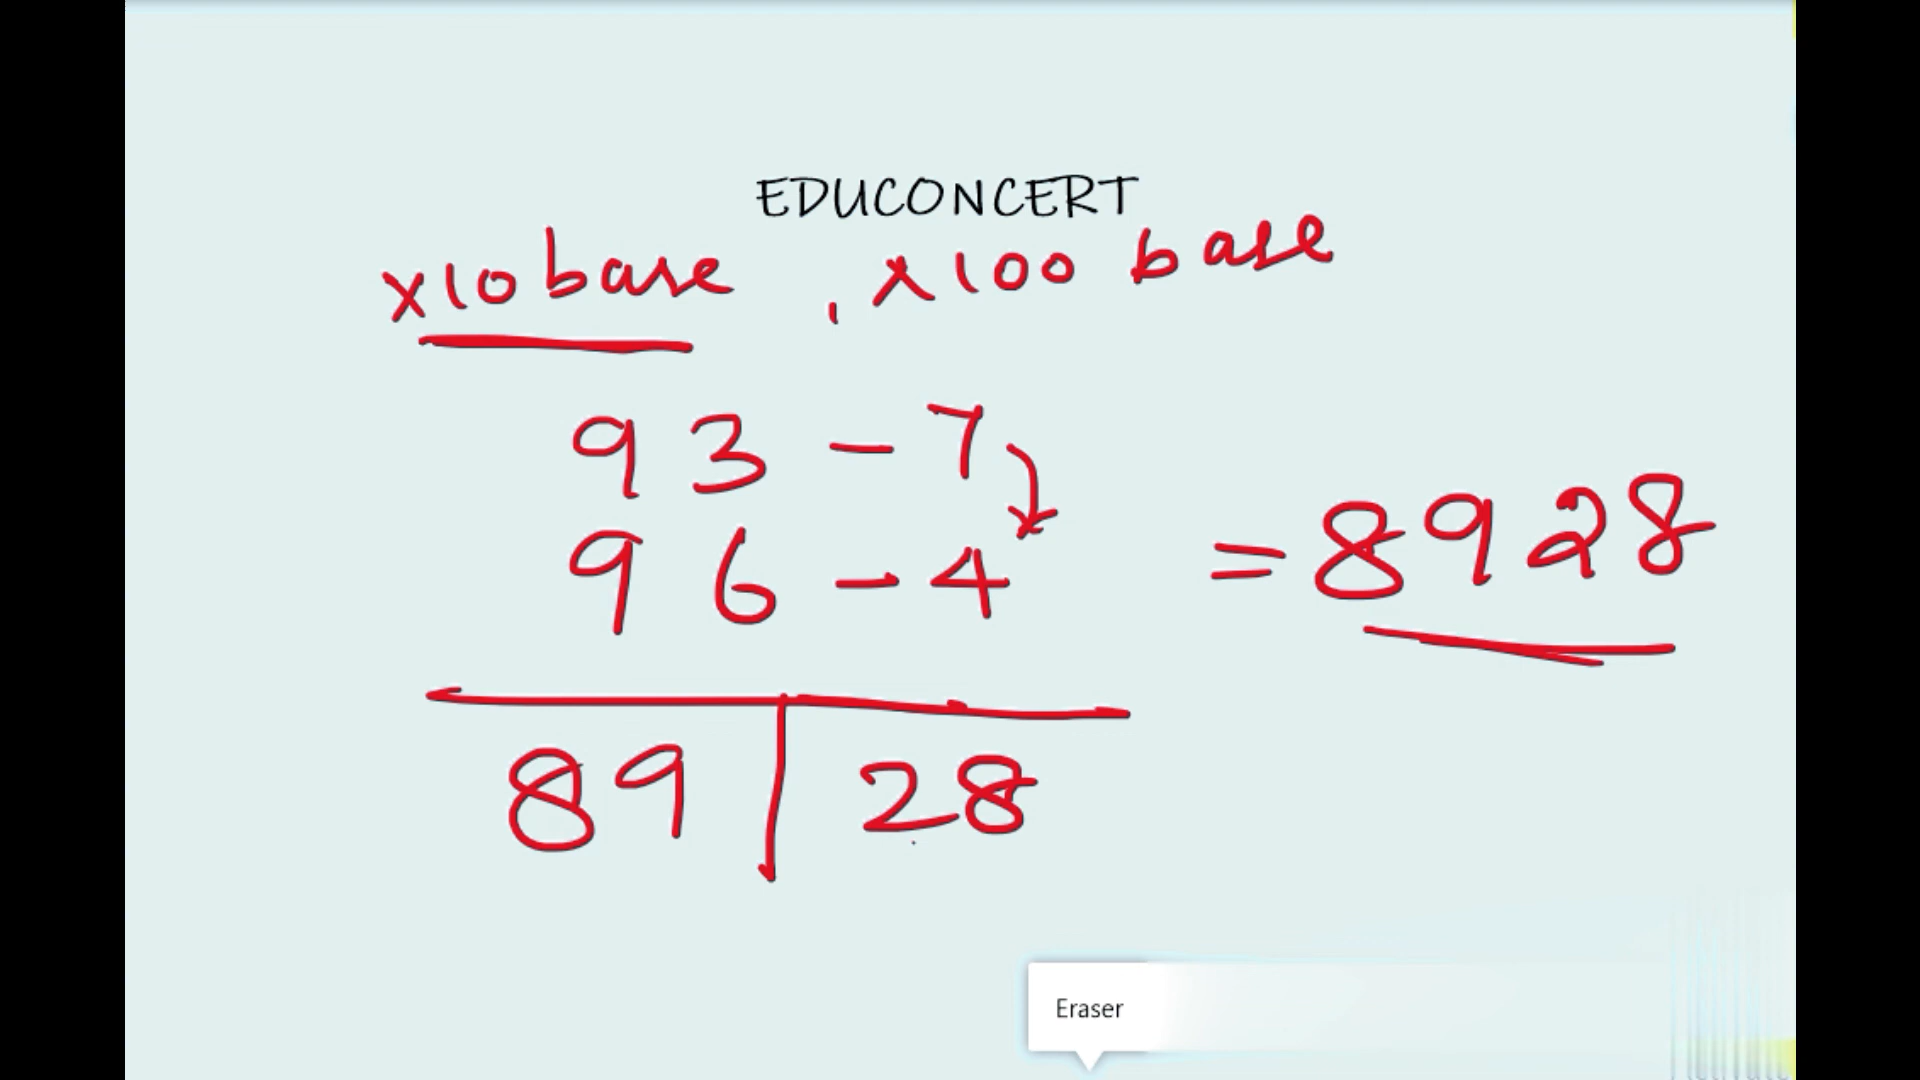 EDUCONCERT
x10 base , x100 base
93 - 7
96 - 4
= 8928
89 | 28
Eraser